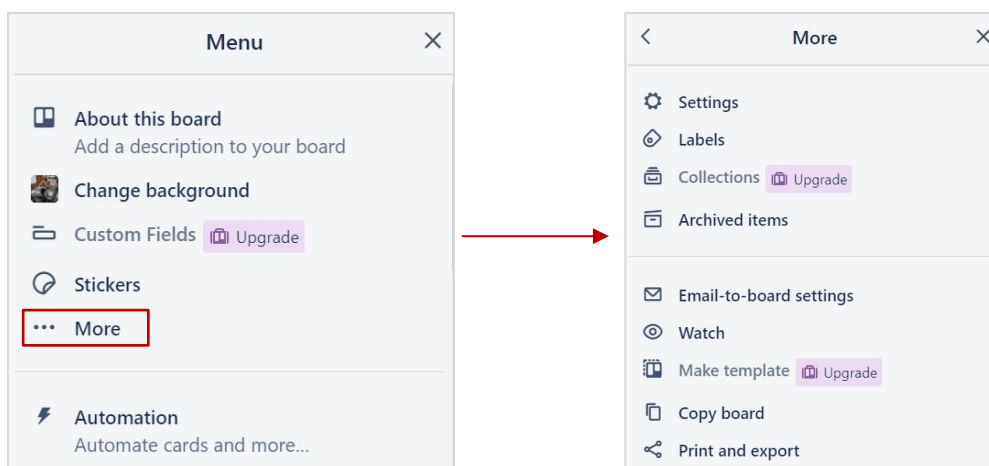 Menu
About this board
Add a description to your board
Change background
Custom Fields Upgrade
Stickers
More
Automation
Automate cards and more...
More
Settings
Labels
Collections Upgrade
Archived items
Email-to-board settings
Watch
Make template Upgrade
Copy board
Print and export